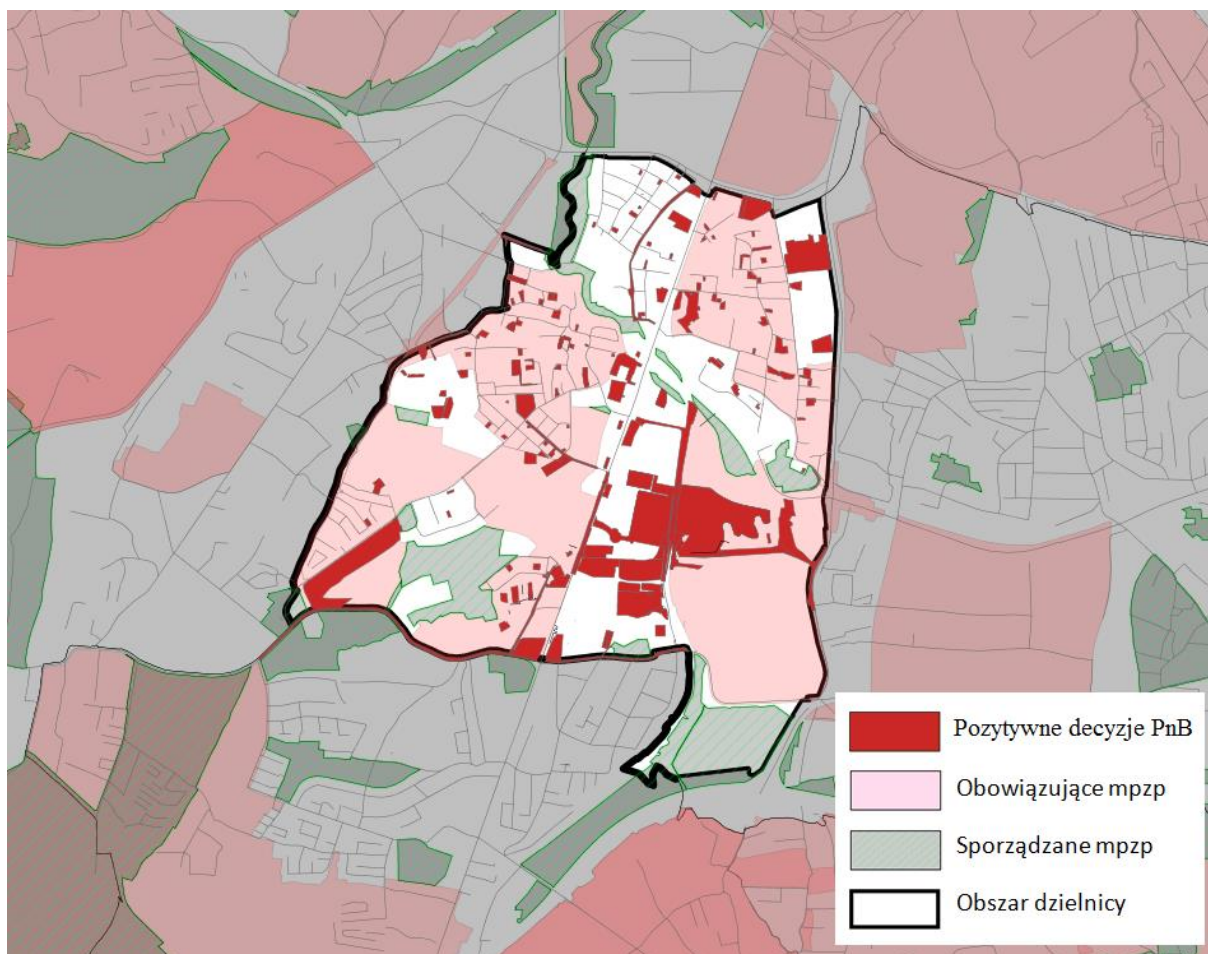 Pozytywne decyzje PnB
Obowiązujące mpzp
Sporządzane mpzp
Obszar dzielnicy